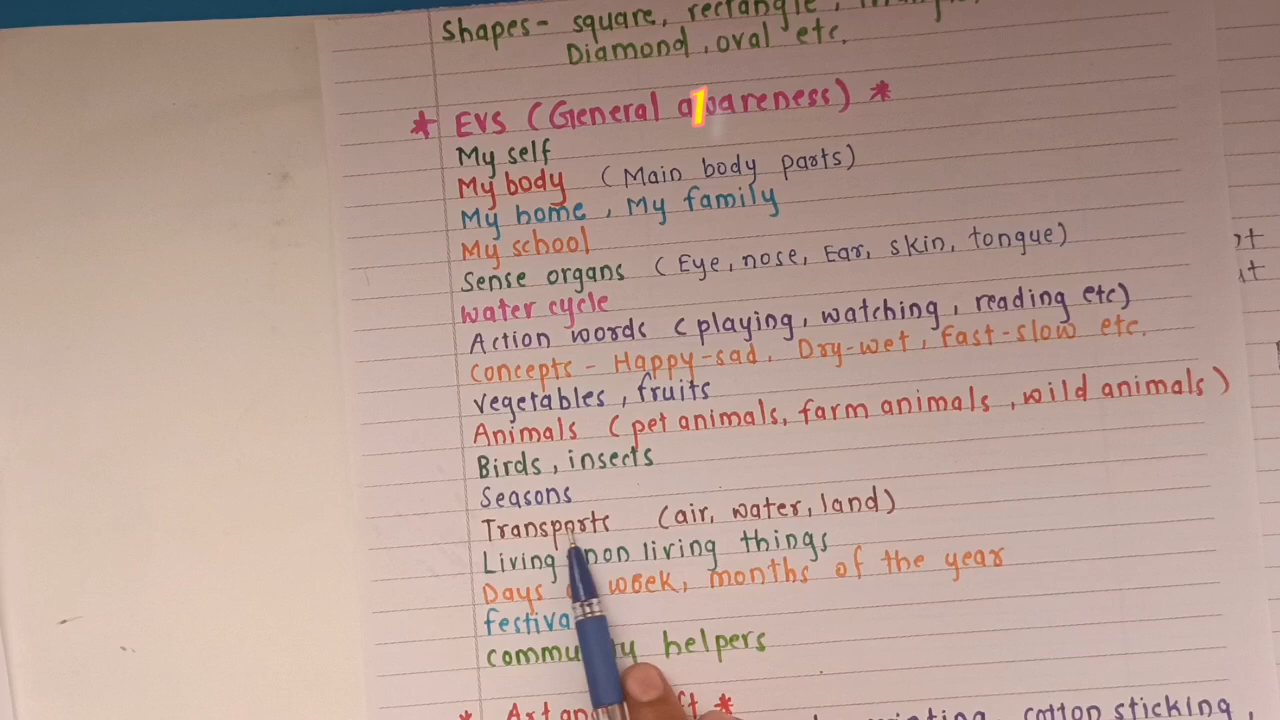 shapes- square, rectangle,
Diamond, oval etc.
* EVS (General awareness) *
My self
My body (Main body parts)
My home, My family
My school
Sense organs (Eye, nose, Ear, skin, tongue)
water cycle
Action words (playing, watching, reading etc)
concepts - Happy-sad, Dry-wet, fast-slow etc.
vegetables, fruits
Animals (pet animals, farm animals, wild animals)
Birds, insects
Seasons
Transports (air, water, land)
Living non living things
Days week, months of the year
festiva
community helpers
* Art an ft *
cotton sticking,